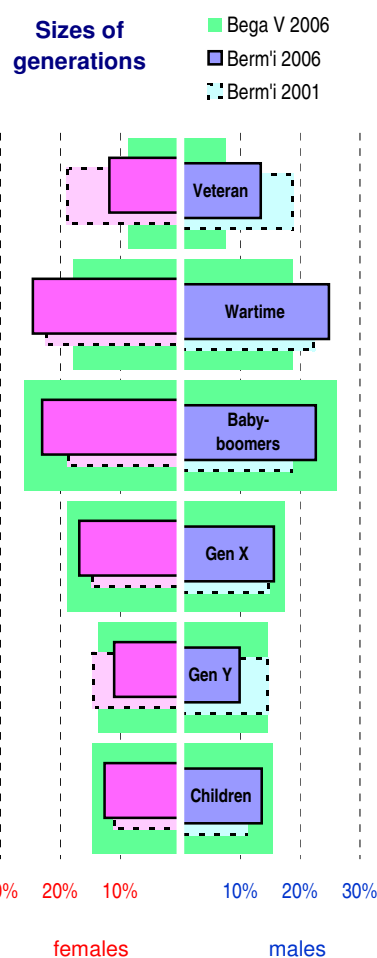 Sizes of
generations
Bega V 2006
Berm'i 2006
Berm'i 2001
Veteran
Wartime
Baby-
boomers
Gen X
Gen Y
Children
0% 20% 10% 10% 20% 30%
females males